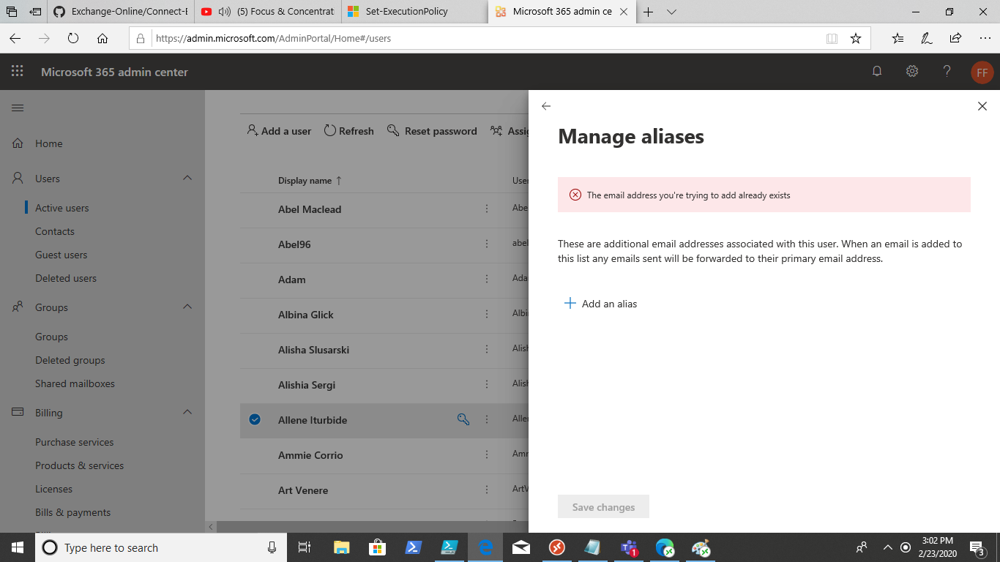 Exchange-Online/Connect-E
(5) Focus & Concentrat
Set-ExecutionPolicy
Microsoft 365 admin ce
https://admin.microsoft.com/AdminPortal/Home#/users
Microsoft 365 admin center
FF
Home
Users
Active users
Contacts
Guest users
Deleted users
Groups
Groups
Deleted groups
Shared mailboxes
Billing
Purchase services
Products & services
Licenses
Bills & payments
Add a user
Refresh
Reset password
Assig
Display name ↑
User
Abel Maclead
Abe
Abel96
abel
Adam
Ada
Albina Glick
Albi
Alisha Slusarski
Alish
Alishia Sergi
Alish
Allene Iturbide
Aller
Ammie Corrio
Amr
Art Venere
ArtV
Manage aliases
The email address you're trying to add already exists
These are additional email addresses associated with this user. When an email is added to
this list any emails sent will be forwarded to their primary email address.
Add an alias
Save changes
Type here to search
1
3:02 PM
2/23/2020
3